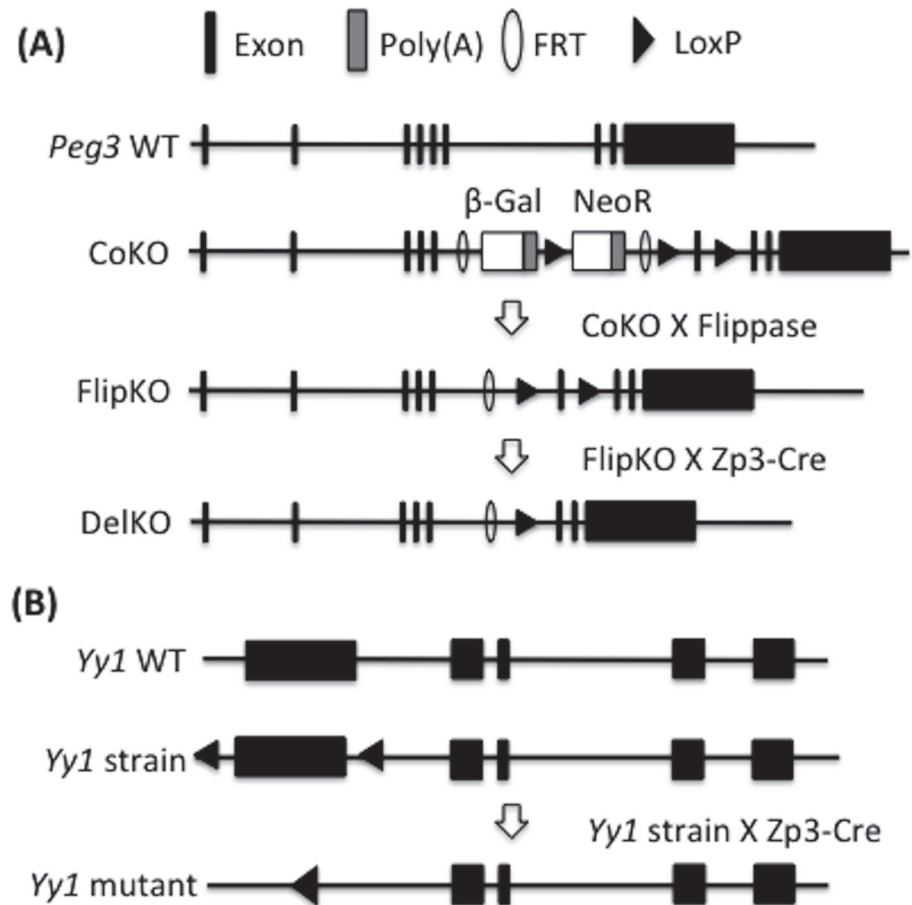 (A) Exon Poly(A) FRT LoxP
Peg3 WT
β-Gal NeoR
CoKO
CoKO X Flippase
FlipKO
FlipKO X Zp3-Cre
DelKO
(B)
Yy1 WT
Yy1 strain
Yy1 strain X Zp3-Cre
Yy1 mutant